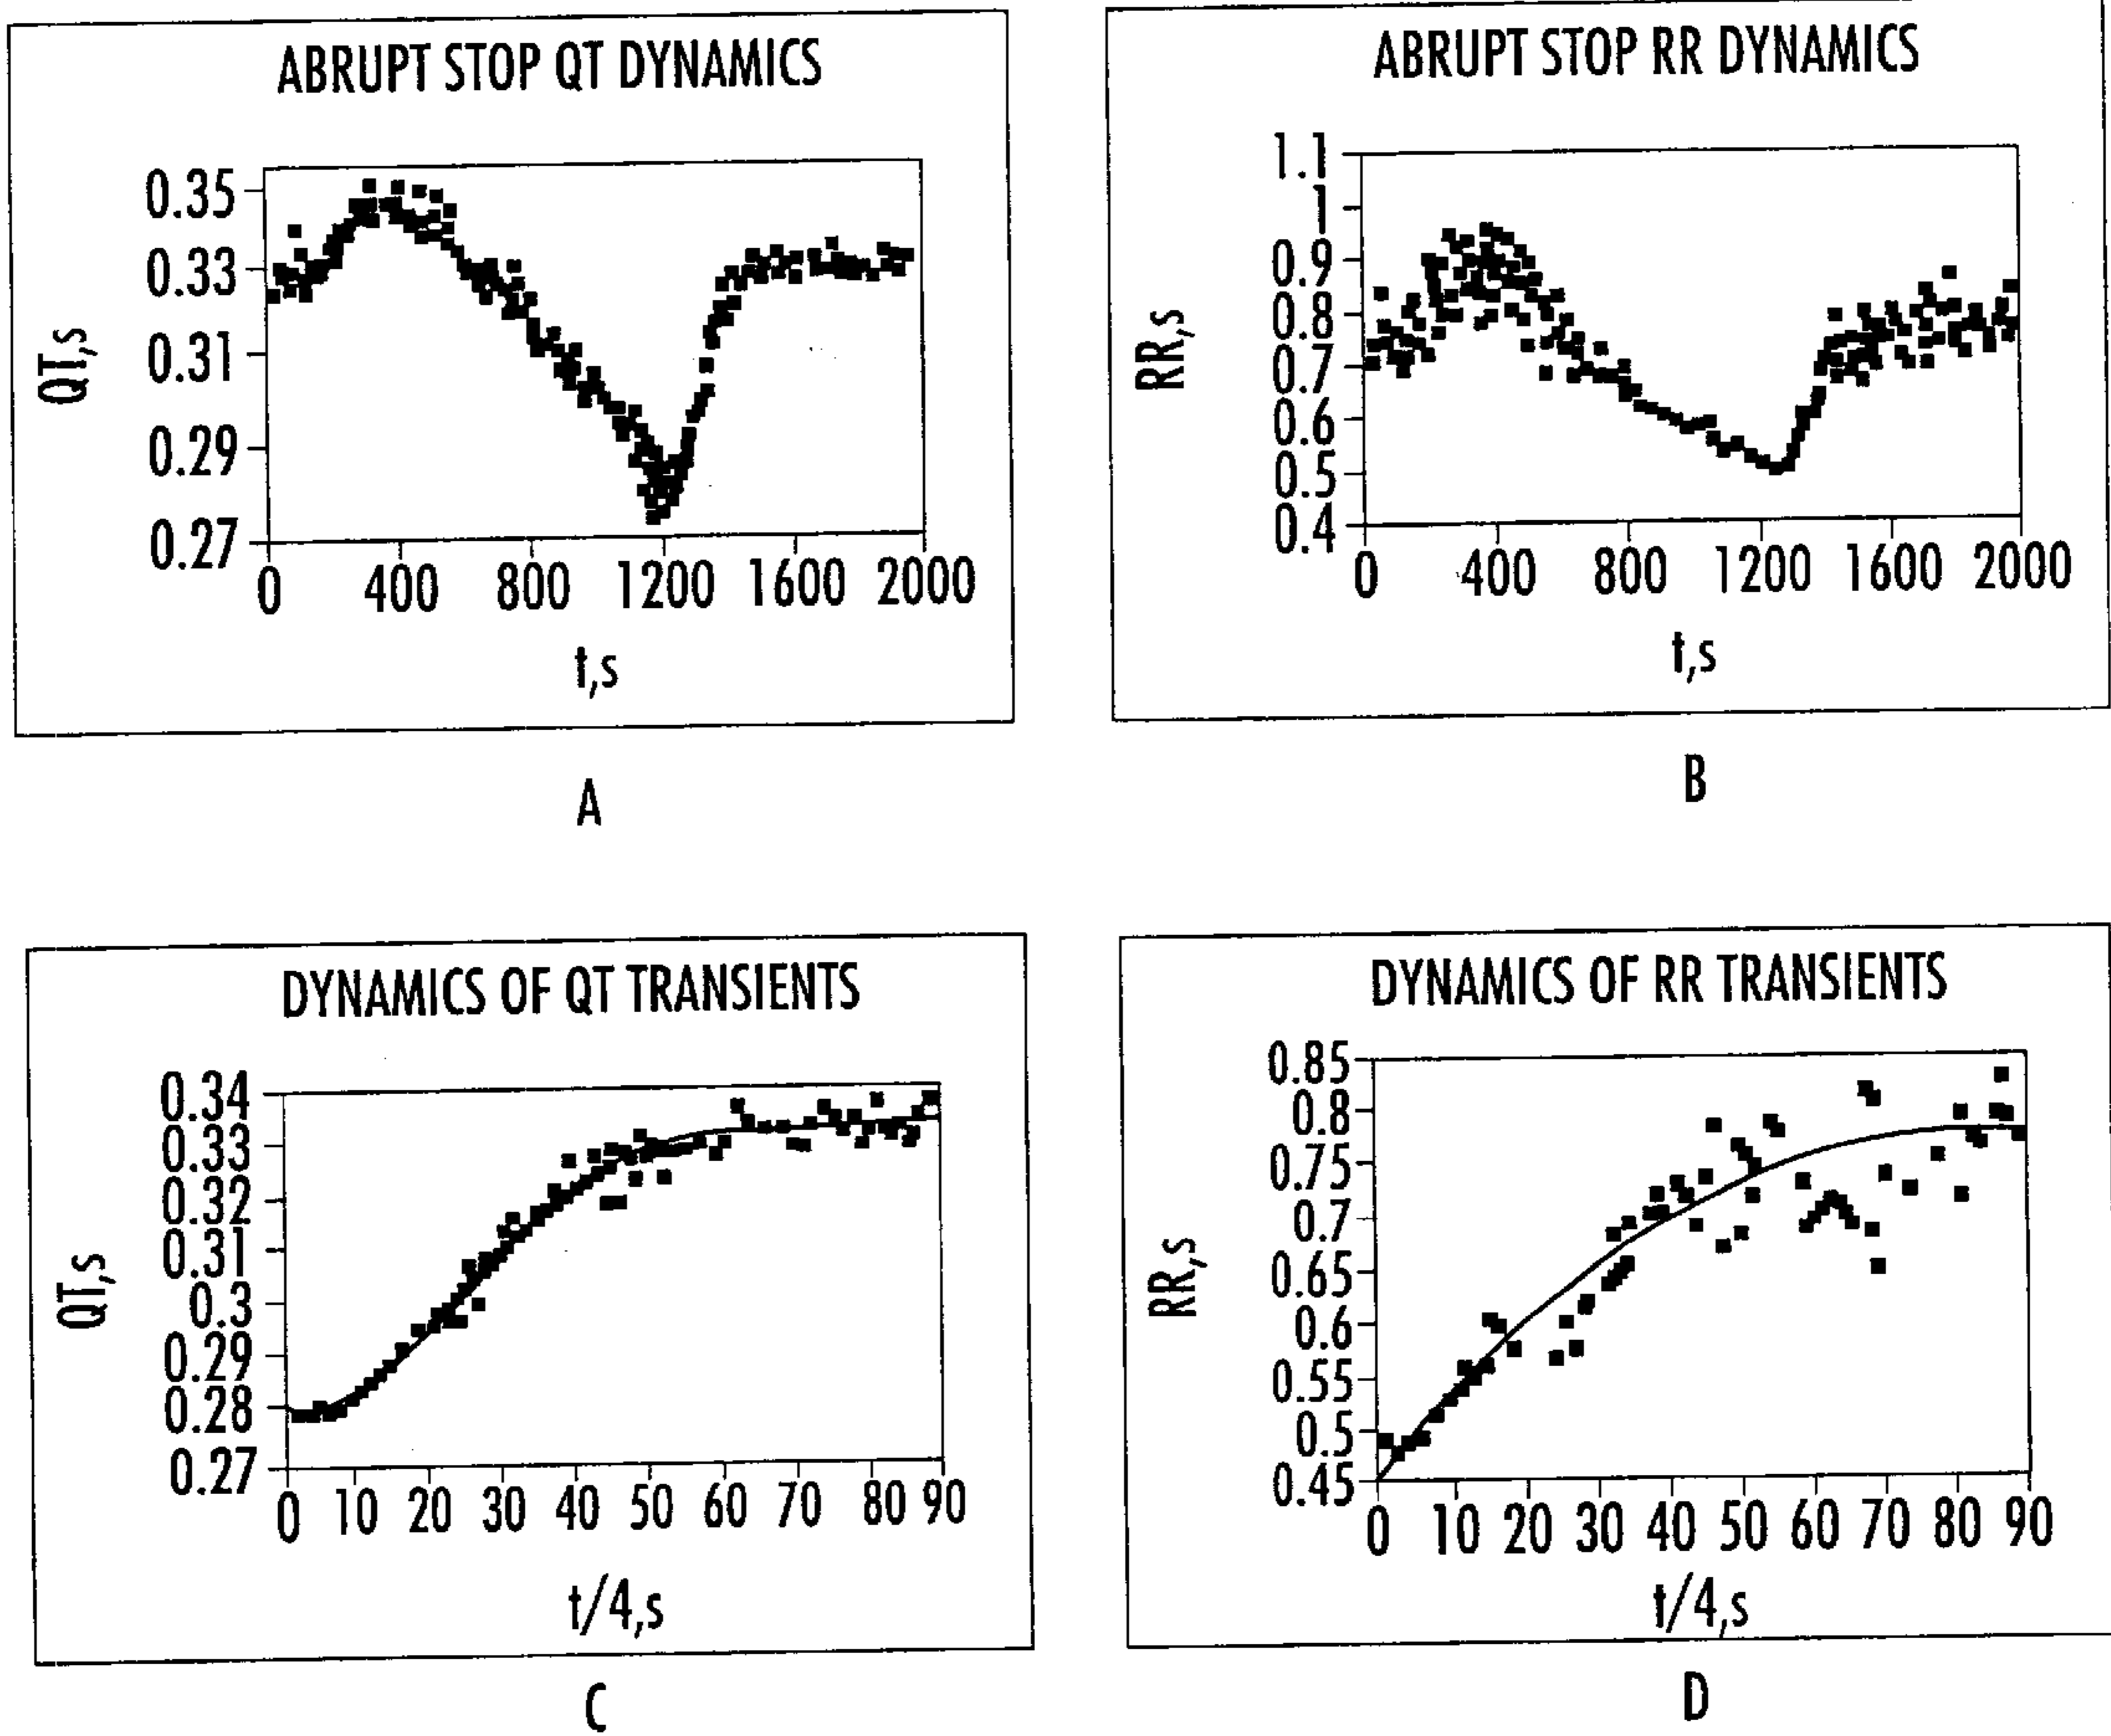 ABRUPT STOP QT DYNAMICS
0.35
0.33
0.31
0.29
0.27
QT,s
0 400 800 1200 1600 2000
t,s
A
ABRUPT STOP RR DYNAMICS
1.1
1
0.9
0.8
0.7
0.6
0.5
0.4
RR,s
0 400 800 1200 1600 2000
t,s
B
DYNAMICS OF QT TRANSIENTS
0.34
0.33
0.32
0.31
0.3
0.29
0.28
0.27
QT,s
0 10 20 30 40 50 60 70 80 90
t/4,s
C
DYNAMICS OF RR TRANSIENTS
0.85
0.8
0.75
0.7
0.65
0.6
0.55
0.5
0.45
RR,s
0 10 20 30 40 50 60 70 80 90
t/4,s
D